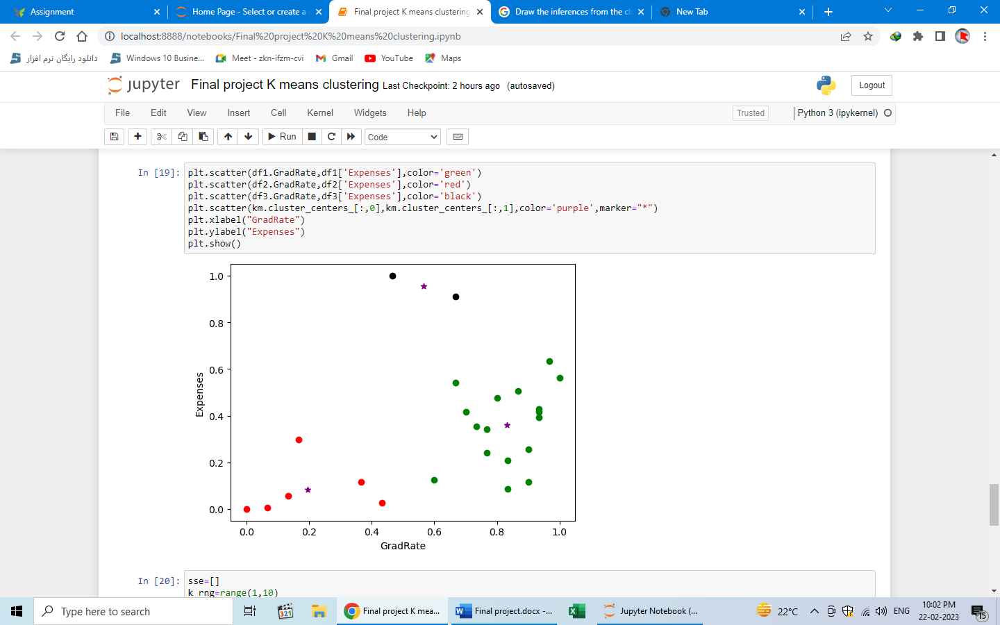 Assignment
Home Page - Select or create a
Final project K means clustering
Draw the inferences from the cl
New Tab
localhost:8888/notebooks/Final%20project%20K%20means%20clustering.ipynb
دانلود رایگان نرم افزار
Windows 10 Busine...
Meet - zkn-ifzm-cvi
Gmail
YouTube
Maps
jupyter Final project K means clustering Last Checkpoint: 2 hours ago (autosaved)
Logout
File Edit View Insert Cell Kernel Widgets Help
Trusted
Python 3 (ipykernel)
Run
Code
In [19]:
plt.scatter(df1.GradRate,df1['Expenses'],color='green')
plt.scatter(df2.GradRate,df2['Expenses'],color='red')
plt.scatter(df3.GradRate,df3['Expenses'],color='black')
plt.scatter(km.cluster_centers_[:,0],km.cluster_centers_[:,1],color='purple',marker="*")
plt.xlabel("GradRate")
plt.ylabel("Expenses")
plt.show()
1.0
0.8
0.6
0.4
0.2
0.0
Expenses
0.0 0.2 0.4 0.6 0.8 1.0
GradRate
In [20]:
sse=[]
k_rng=range(1,10)
Type here to search
321
Final project K mea...
Final project.docx -...
Jupyter Notebook (...
22°C
ENG
10:02 PM
22-02-2023
15